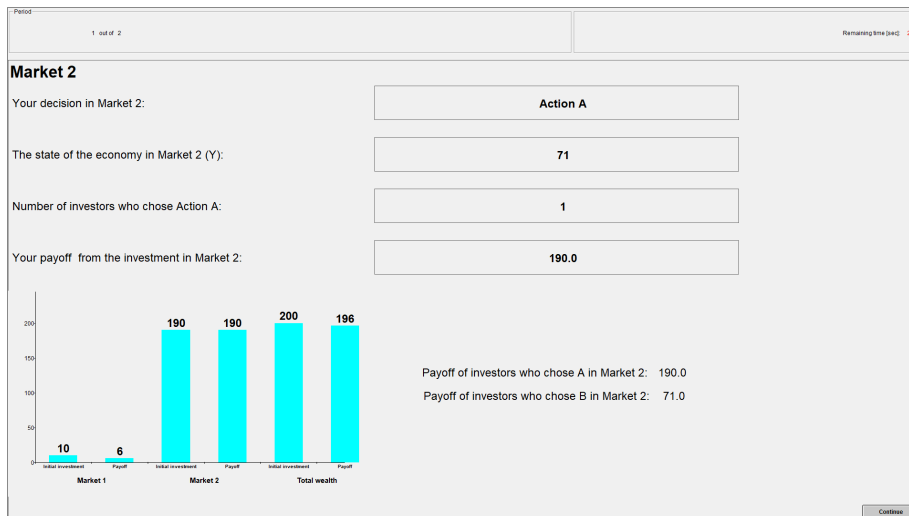 Period
1 out of 2
Remaining time [sec]:
Market 2
Your decision in Market 2:
Action A
The state of the economy in Market 2 (Y):
71
Number of investors who chose Action A:
1
Your payoff from the investment in Market 2:
190.0
200
150
100
50
0
10
6
190
190
200
196
Initial investment Payoff Initial investment Payoff Initial investment Payoff
Market 1 Market 2 Total wealth
Payoff of investors who chose A in Market 2: 190.0
Payoff of investors who chose B in Market 2: 71.0
Continue